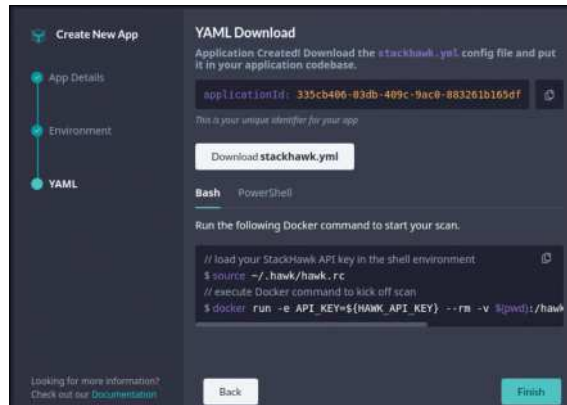 Create New App
App Details
Environment
YAML
Looking for more information?
Check out our Documentation
YAML Download
Application Created! Download the stackhawk.yml config file and put
it in your application codebase.
applicationId: 335cb406-03db-409c-9ac0-883261b165df
This is your unique identifier for your app
Download stackhawk.yml
Bash PowerShell
Run the following Docker command to start your scan.
// load your StackHawk API key in the shell environment
$ source ~/.hawk/hawk.rc
// execute Docker command to kick off scan
$ docker run -e API_KEY=${HAWK_API_KEY} --rm -v $(pwd):/hawk
Back
Finish